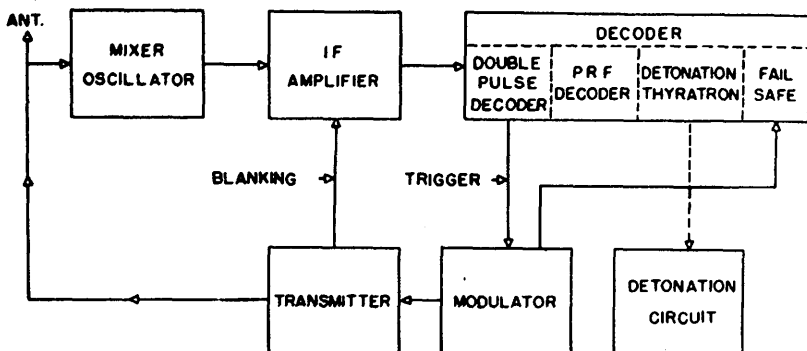 ANT.
MIXER
OSCILLATOR
IF
AMPLIFIER
DECODER
DOUBLE
PULSE
DECODER
PRF
DECODER
DETONATION
THYRATRON
FAIL
SAFE
BLANKING
TRIGGER
TRANSMITTER
MODULATOR
DETONATION
CIRCUIT